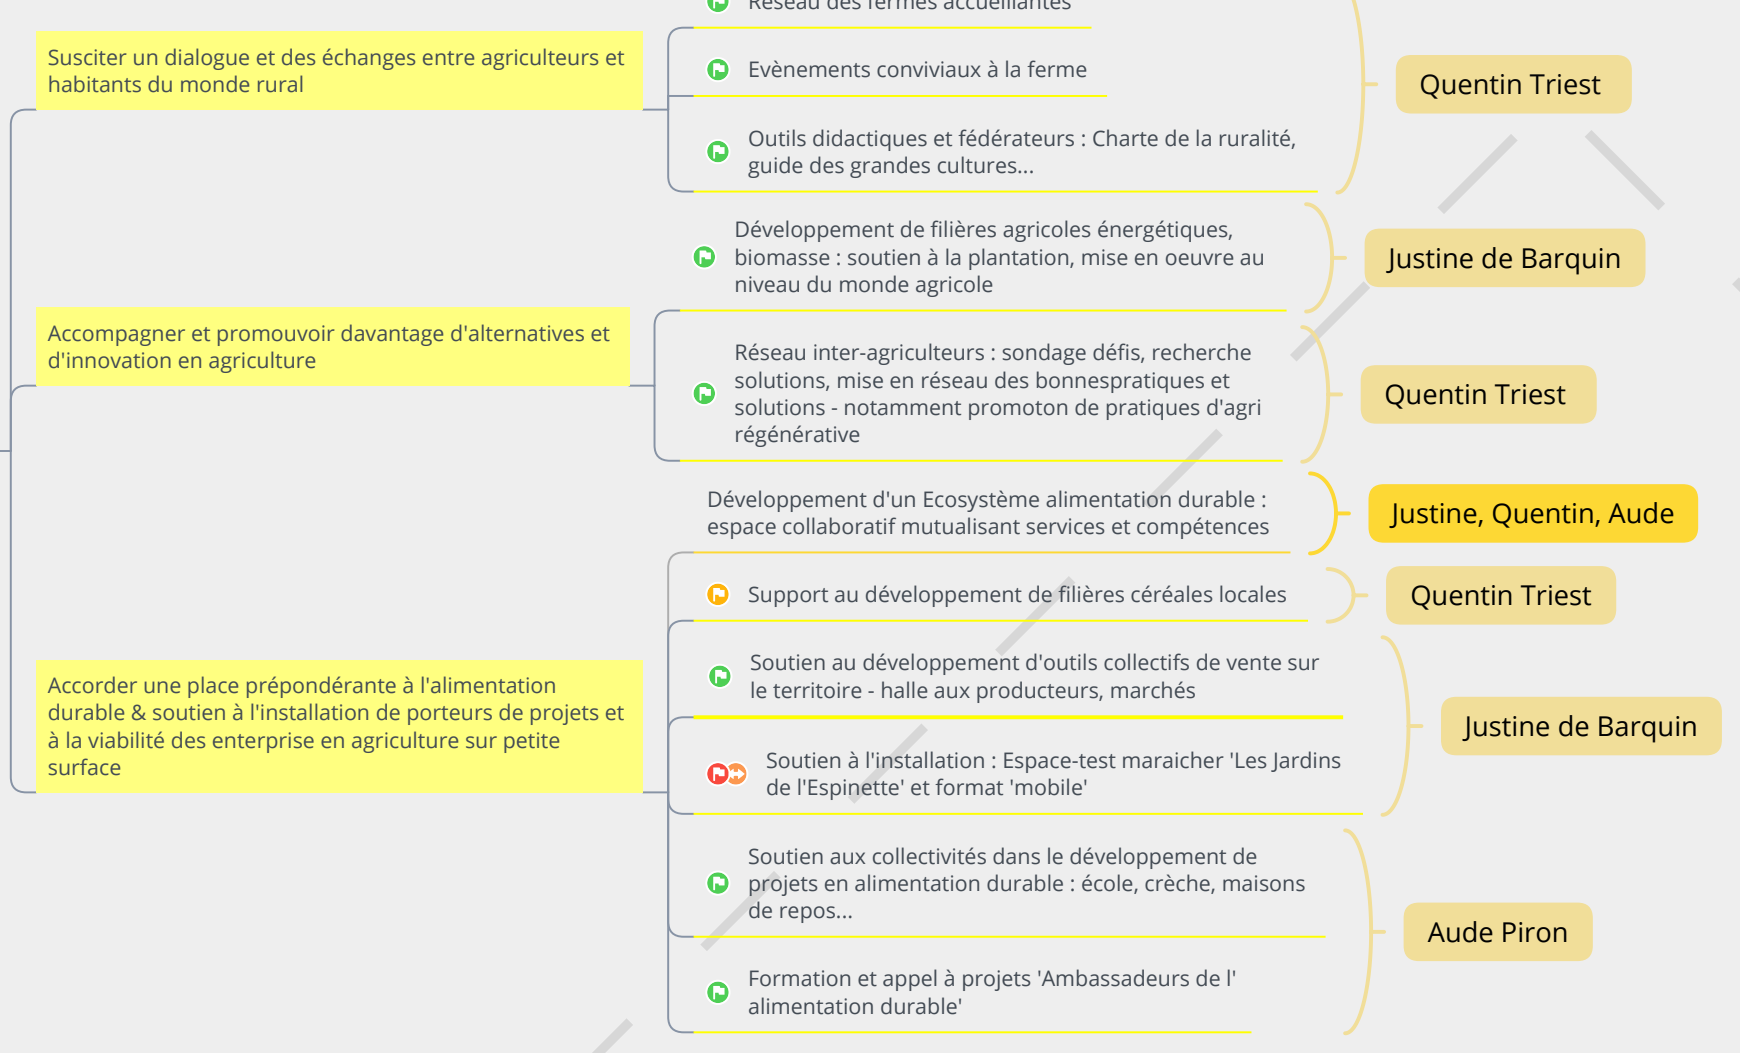 Réseau des fermes accueillantes
Susciter un dialogue et des échanges entre agriculteurs et
habitants du monde rural
Evènements conviviaux à la ferme
Quentin Triest
Outils didactiques et fédérateurs : Charte de la ruralité,
guide des grandes cultures...
Développement de filières agricoles énergétiques,
biomasse : soutien à la plantation, mise en oeuvre au
niveau du monde agricole
Justine de Barquin
Accompagner et promouvoir davantage d'alternatives et
d'innovation en agriculture
Réseau inter-agriculteurs : sondage défis, recherche
solutions, mise en réseau des bonnespratiques et
solutions - notamment promoton de pratiques d'agri
régénérative
Quentin Triest
Développement d'un Ecosystème alimentation durable :
espace collaboratif mutualisant services et compétences
Justine, Quentin, Aude
Support au développement de filières céréales locales
Quentin Triest
Accorder une place prépondérante à l'alimentation
durable & soutien à l'installation de porteurs de projets et
à la viabilité des enterprise en agriculture sur petite
surface
Soutien au développement d'outils collectifs de vente sur
le territoire - halle aux producteurs, marchés
Justine de Barquin
Soutien à l'installation : Espace-test maraicher 'Les Jardins
de l'Espinette' et format 'mobile'
Soutien aux collectivités dans le développement de
projets en alimentation durable : école, crèche, maisons
de repos...
Aude Piron
Formation et appel à projets 'Ambassadeurs de l'
alimentation durable'